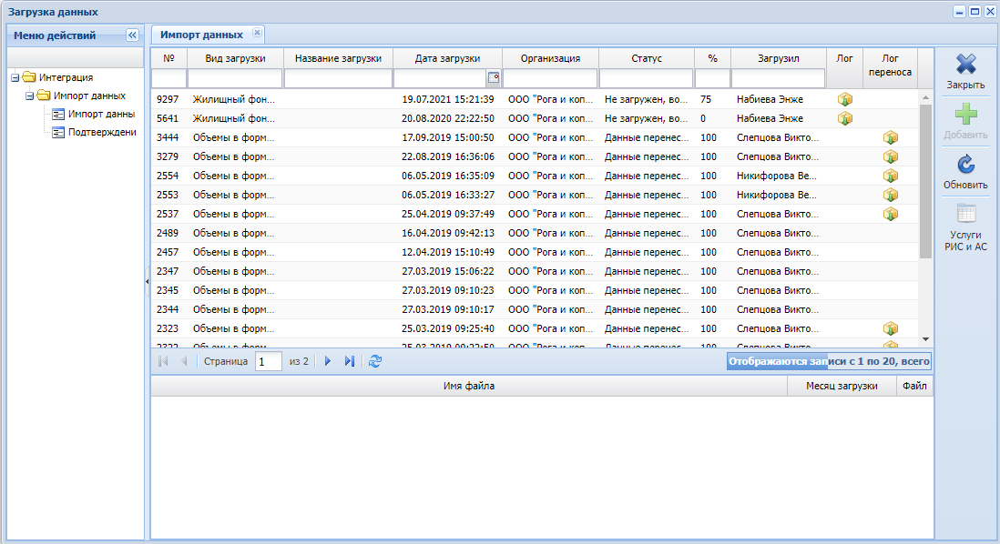 Загрузка данных
Меню действий
Импорт данных
Интеграция
Импорт данных
Импорт данны
Подтверждени
№ Вид загрузки Название загрузки Дата загрузки Организация Статус % Загрузил Лог Лог переноса
9297 Жилищный фон... 19.07.2021 15:21:39 ООО "Рога и коп... Не загружен, во... 75 Набиева Энже
5641 Жилищный фон... 20.08.2020 22:22:50 ООО "Рога и коп... Не загружен, во... 0 Набиева Энже
3444 Объемы в форм... 17.09.2019 15:00:50 ООО "Рога и коп... Данные перенес... 100 Слепцова Викто...
3279 Объемы в форм... 22.08.2019 16:36:06 ООО "Рога и коп... Данные перенес... 100 Слепцова Викто...
2554 Объемы в форм... 06.05.2019 16:35:09 ООО "Рога и коп... Данные перенес... 100 Никифорова Ве...
2553 Объемы в форм... 06.05.2019 16:33:27 ООО "Рога и коп... Данные перенес... 100 Никифорова Ве...
2537 Объемы в форм... 25.04.2019 09:37:49 ООО "Рога и коп... Данные перенес... 100 Слепцова Викто...
2489 Объемы в форм... 16.04.2019 09:42:13 ООО "Рога и коп... Данные перенес... 100 Слепцова Викто...
2457 Объемы в форм... 12.04.2019 15:10:49 ООО "Рога и коп... Данные перенес... 100 Слепцова Викто...
2347 Объемы в форм... 27.03.2019 15:06:22 ООО "Рога и коп... Данные перенес... 100 Слепцова Викто...
2345 Объемы в форм... 27.03.2019 09:10:23 ООО "Рога и коп... Данные перенес... 100 Слепцова Викто...
2344 Объемы в форм... 27.03.2019 09:10:17 ООО "Рога и коп... Данные перенес... 100 Слепцова Викто...
2323 Объемы в форм... 25.03.2019 09:25:40 ООО "Рога и коп... Данные перенес... 100 Слепцова Викто...
Объемы в форм... ООО "Рога и коп... Данные перенес... 100 Слепцова Викто...
Страница 1 из 2 Отображаются записи с 1 по 20, всего
Имя файла Месяц загрузки Файл
Закрыть
Добавить
Обновить
Услуги
РИС и АС